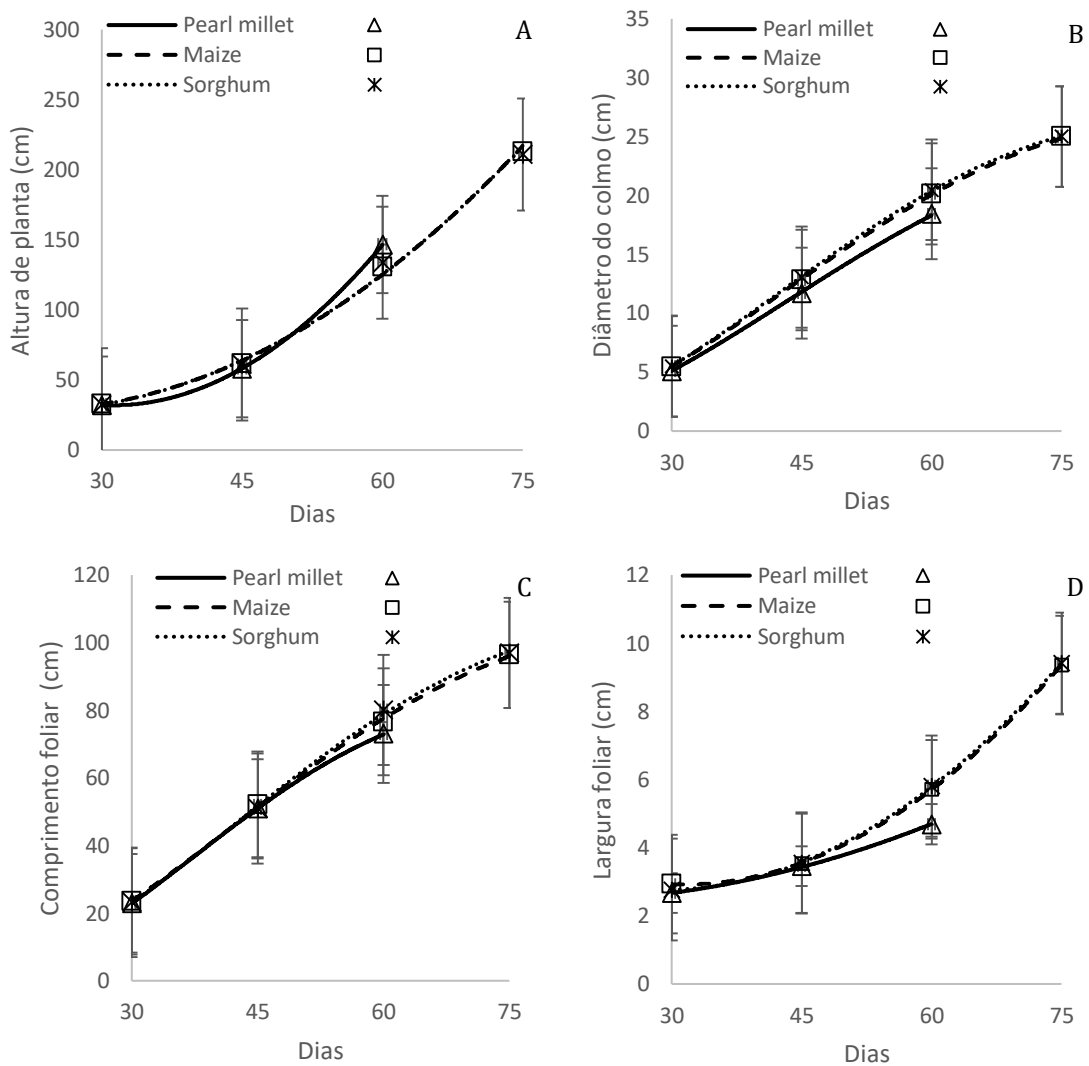 Pearl millet
Maize
Sorghum
A
300
250
200
150
100
50
0
Altura de planta (cm)
30 45 60 75
Dias
Pearl millet
Maize
Sorghum
B
35
30
25
20
15
10
5
0
Diâmetro do colmo (cm)
30 45 60 75
Dias
Pearl millet
Maize
Sorghum
C
120
100
80
60
40
20
0
Comprimento foliar (cm)
30 45 60 75
Dias
Pearl millet
Maize
Sorghum
D
12
10
8
6
4
2
0
Largura foliar (cm)
30 45 60 75
Dias